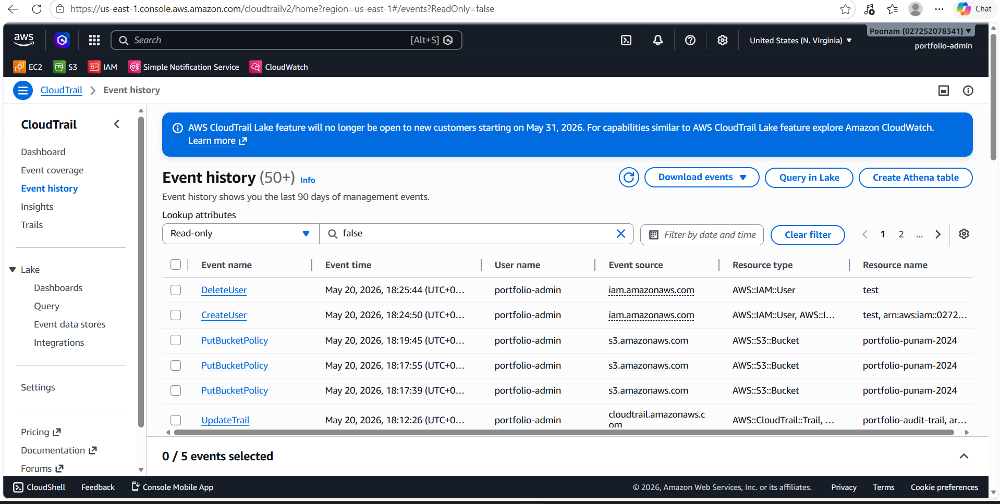 https://us-east-1.console.aws.amazon.com/cloudtrailv2/home?region=us-east-1#/events?ReadOnly=false
Chat
aws
Search
[Alt+S]
United States (N. Virginia)
Poonam (027252078341)
portfolio-admin
EC2
S3
IAM
Simple Notification Service
CloudWatch
CloudTrail
Event history
CloudTrail
Dashboard
Event coverage
Event history
Insights
Trails
Lake
Dashboards
Query
Event data stores
Integrations
Settings
Pricing
Documentation
Forums
AWS CloudTrail Lake feature will no longer be open to new customers starting on May 31, 2026. For capabilities similar to AWS CloudTrail Lake feature explore Amazon CloudWatch.
Learn more
Event history (50+) Info
Download events
Query in Lake
Create Athena table
Event history shows you the last 90 days of management events.
Lookup attributes
Read-only
false
Filter by date and time
Clear filter
1 2 ...
Event name Event time User name Event source Resource type Resource name
DeleteUser May 20, 2026, 18:25:44 (UTC+0… portfolio-admin iam.amazonaws.com AWS::IAM::User test
CreateUser May 20, 2026, 18:24:50 (UTC+0… portfolio-admin iam.amazonaws.com AWS::IAM::User, AWS::I… test, arn:aws:iam::0272…
PutBucketPolicy May 20, 2026, 18:19:45 (UTC+0… portfolio-admin s3.amazonaws.com AWS::S3::Bucket portfolio-punam-2024
PutBucketPolicy May 20, 2026, 18:17:55 (UTC+0… portfolio-admin s3.amazonaws.com AWS::S3::Bucket portfolio-punam-2024
PutBucketPolicy May 20, 2026, 18:17:39 (UTC+0… portfolio-admin s3.amazonaws.com AWS::S3::Bucket portfolio-punam-2024
UpdateTrail May 20, 2026, 18:12:26 (UTC+0… portfolio-admin cloudtrail.amazonaws.c
om AWS::CloudTrail::Trail, … portfolio-audit-trail, ar…
0 / 5 events selected
CloudShell
Feedback
Console Mobile App
© 2026, Amazon Web Services, Inc. or its affiliates.
Privacy
Terms
Cookie preferences